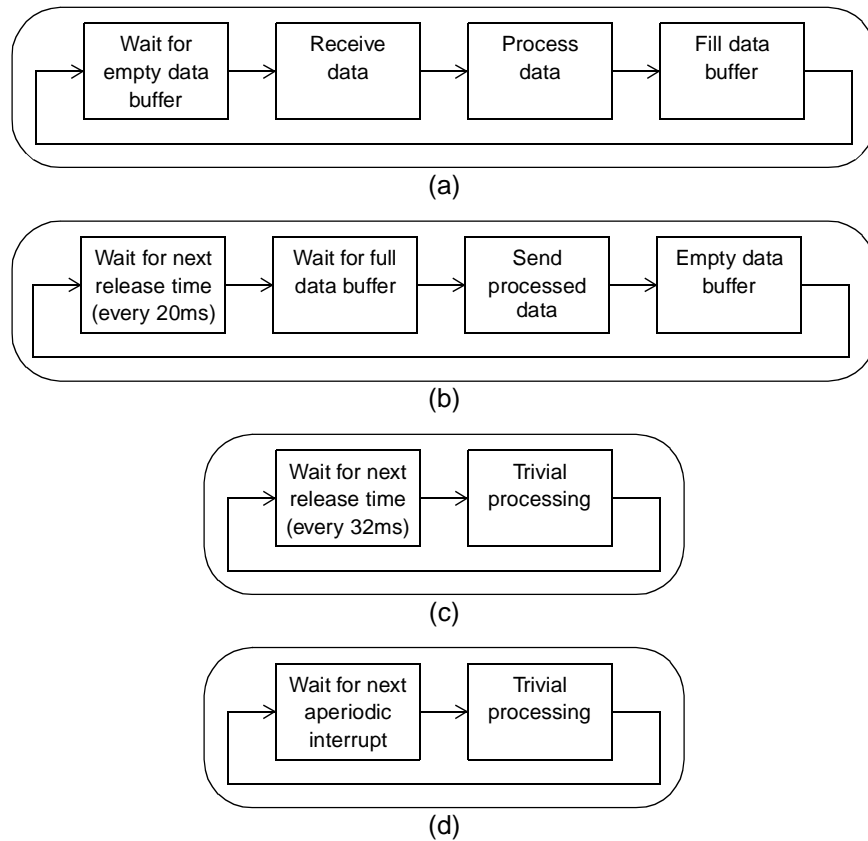 Wait for
empty data
buffer
Receive
data
Process
data
Fill data
buffer
(a)
Wait for next
release time
(every 20ms)
Wait for full
data buffer
Send
processed
data
Empty data
buffer
(b)
Wait for next
release time
(every 32ms)
Trivial
processing
(c)
Wait for next
aperiodic
interrupt
Trivial
processing
(d)